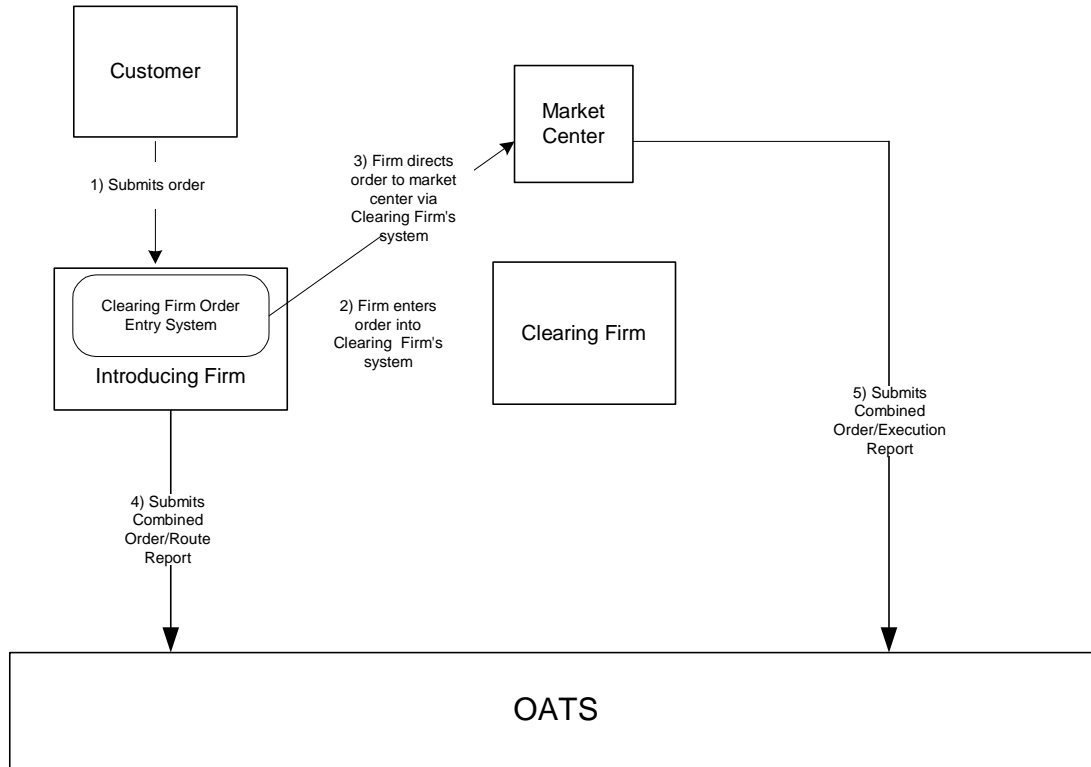 Customer
Market
Center
1) Submits order
3) Firm directs
order to market
center via
Clearing Firm's
system
Clearing Firm Order
Entry System
Introducing Firm
2) Firm enters
order into
Clearing Firm's
system
Clearing Firm
5) Submits
Combined
Order/Execution
Report
4) Submits
Combined
Order/Route
Report
OATS